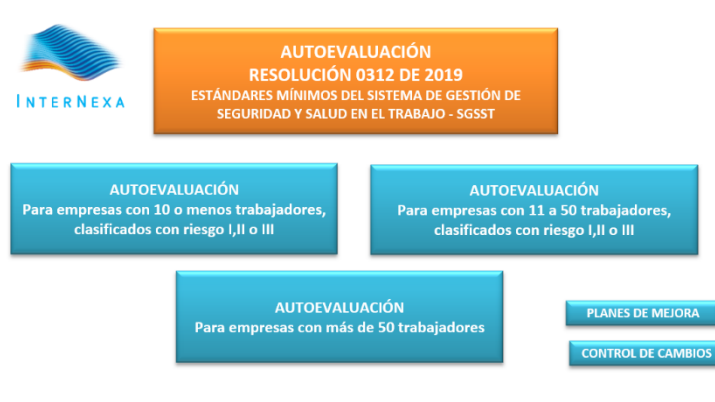 INTERNEXA
AUTOEVALUACIÓN
RESOLUCIÓN 0312 DE 2019
ESTÁNDARES MÍNIMOS DEL SISTEMA DE GESTIÓN DE
SEGURIDAD Y SALUD EN EL TRABAJO - SGSST
AUTOEVALUACIÓN
Para empresas con 10 o menos trabajadores,
clasificados con riesgo I,II o III
AUTOEVALUACIÓN
Para empresas con 11 a 50 trabajadores,
clasificados con riesgo I,II o III
AUTOEVALUACIÓN
Para empresas con más de 50 trabajadores
PLANES DE MEJORA
CONTROL DE CAMBIOS